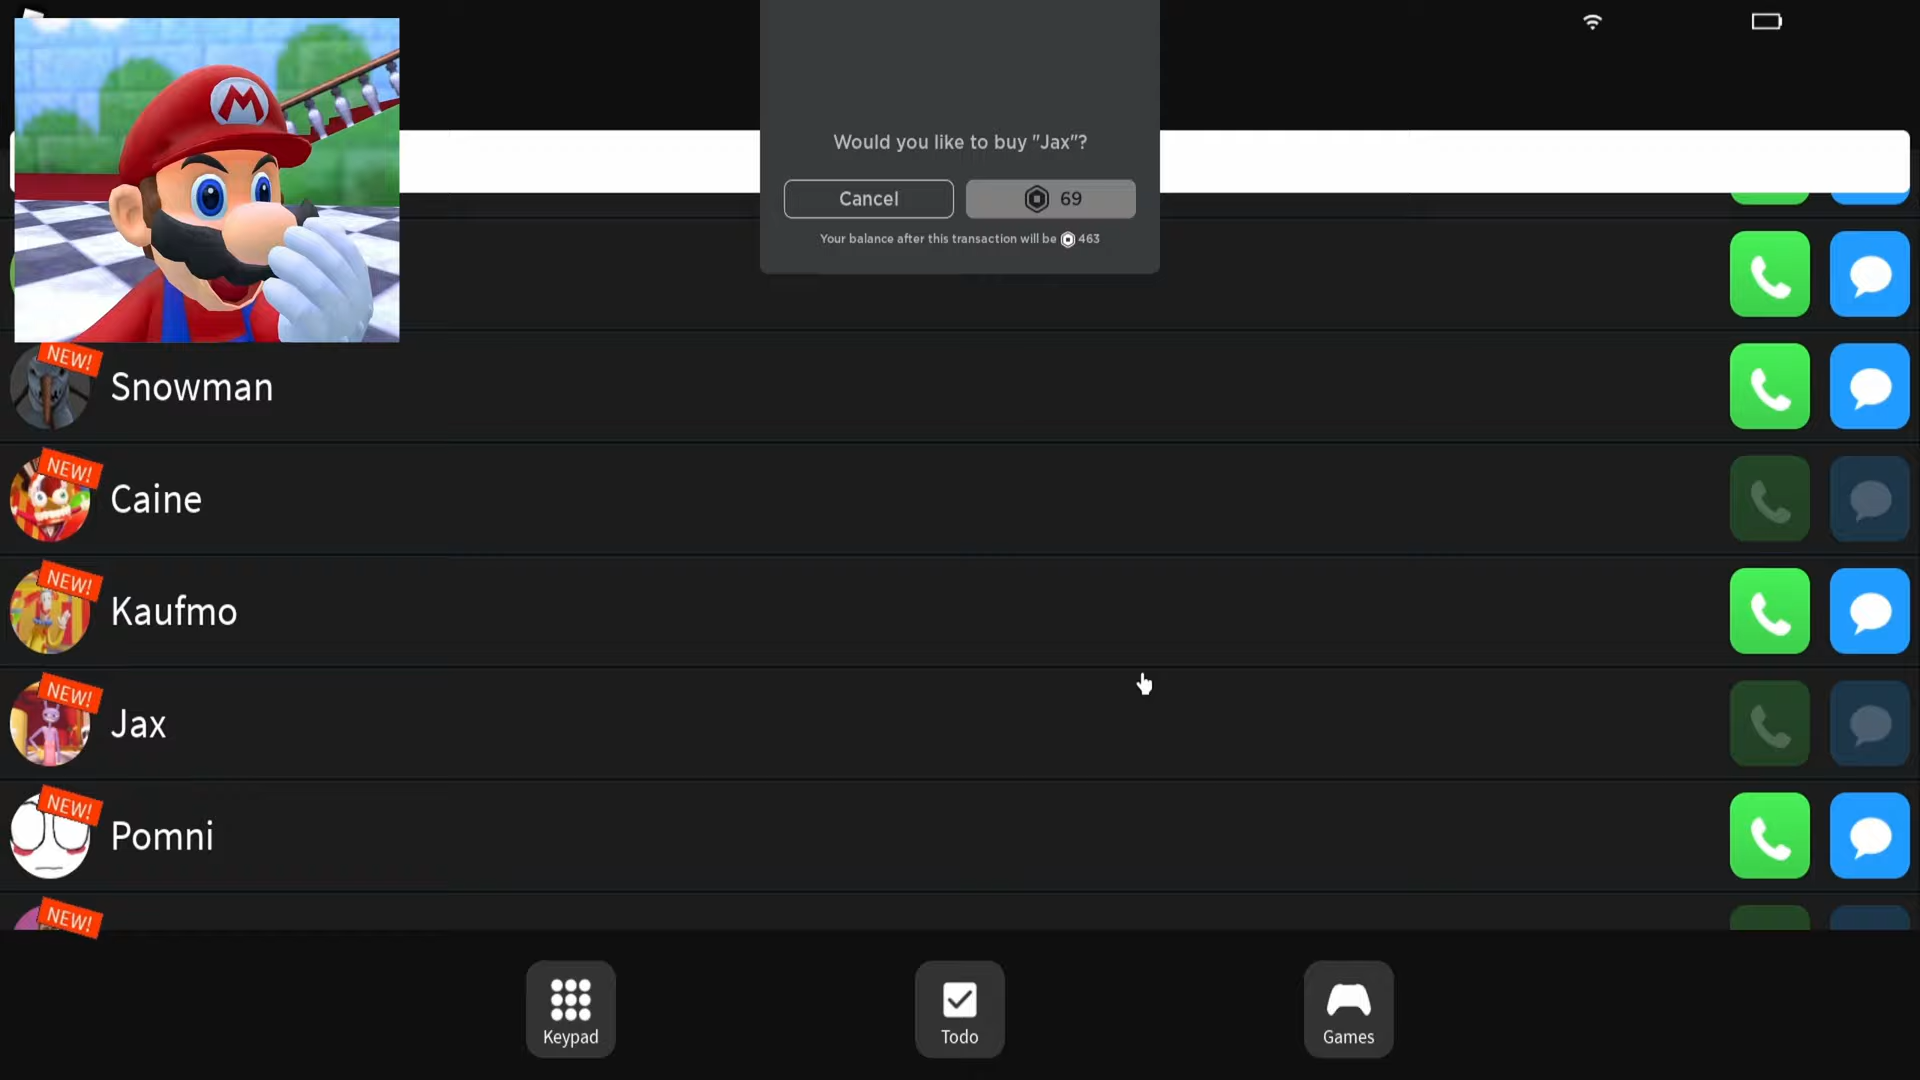 M
Would you like to buy "Jax"?
Cancel
69
Your balance after this transaction will be 463
NEW!
Snowman
NEW!
Caine
NEW!
Kaufmo
NEW!
Jax
NEW!
Pomni
NEW!
Keypad
Todo
Games